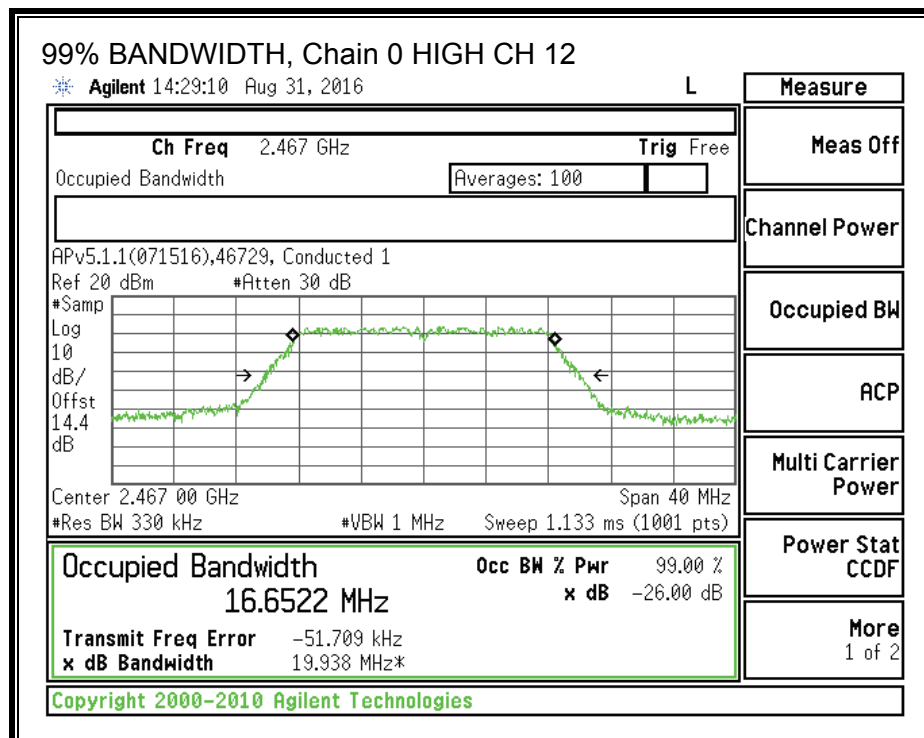 99% BANDWIDTH, Chain 0 HIGH CH 12
Agilent 14:29:10 Aug 31, 2016 L
Measure
Ch Freq 2.467 GHz Trig Free
Meas Off
Occupied Bandwidth Averages: 100
Channel Power
APv5.1.1(071516),46729, Conducted 1
Ref 20 dBm #Atten 30 dB
#Samp
Log
10
dB/
Offst
14.4
dB
Occupied BW
ACP
Multi Carrier
Power
Center 2.467 00 GHz Span 40 MHz
#Res BW 330 kHz #VBW 1 MHz Sweep 1.133 ms (1001 pts)
Power Stat
CCDF
Occupied Bandwidth Occ BW % Pwr 99.00 %
16.6522 MHz x dB -26.00 dB
Transmit Freq Error -51.709 kHz
x dB Bandwidth 19.938 MHz*
More
1 of 2
Copyright 2000-2010 Agilent Technologies